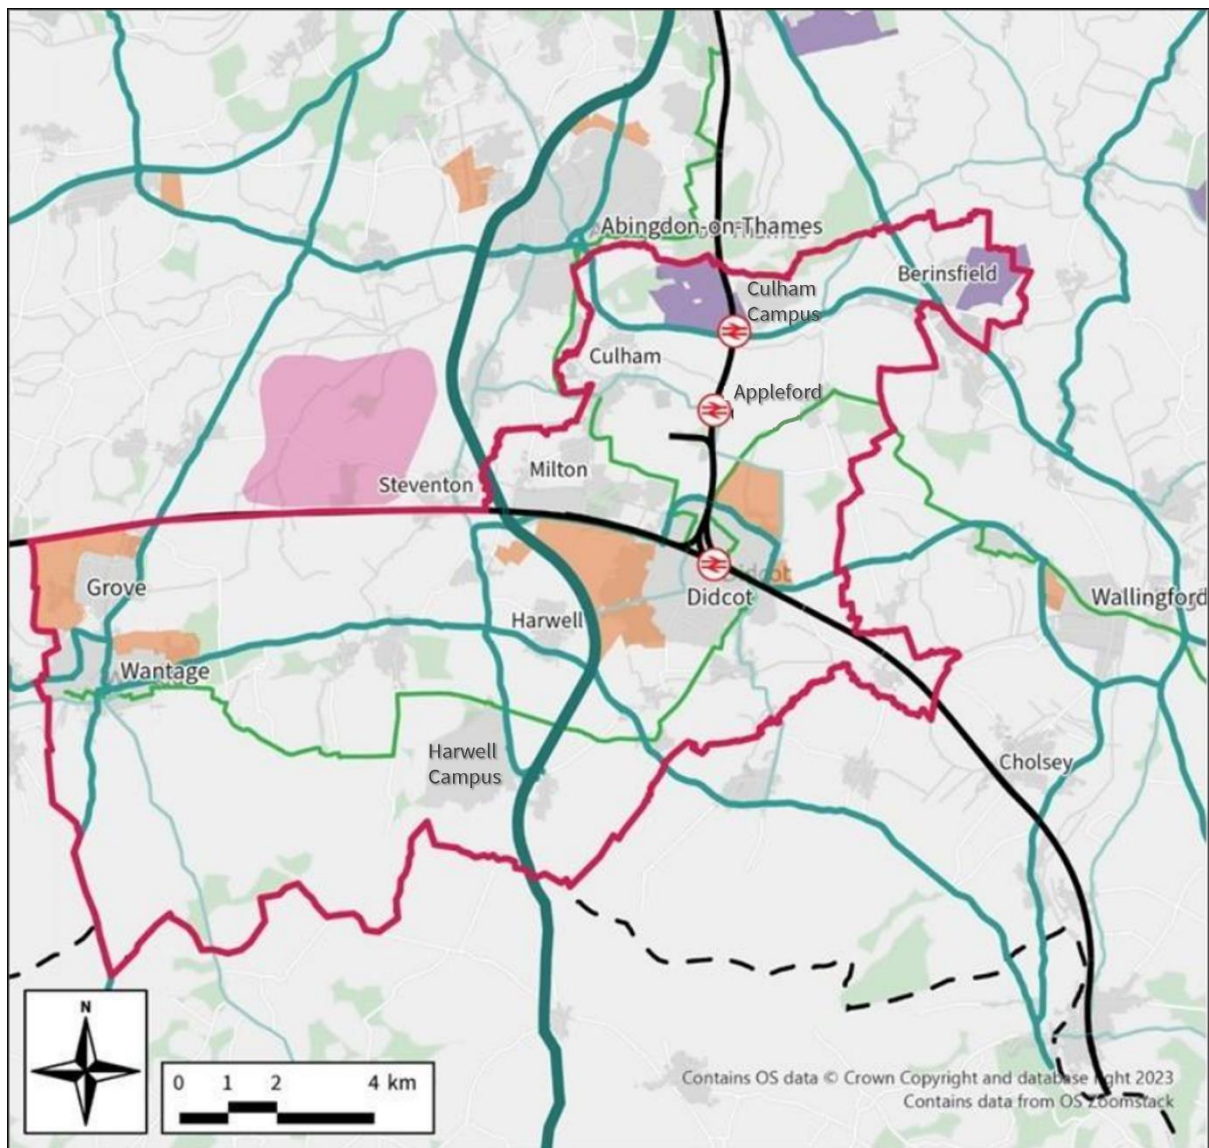 Abingdon-on-Thames
Berinsfield
Culham
Campus
Culham
Appleford
Milton
Steventon
Didcot
Grove
Didcot
Wallingford
Harwell
Wantage
Harwell
Campus
Cholsey
N
0 1 2 4 km
Contains OS data © Crown Copyright and database right 2023
Contains data from OS Zoomstack